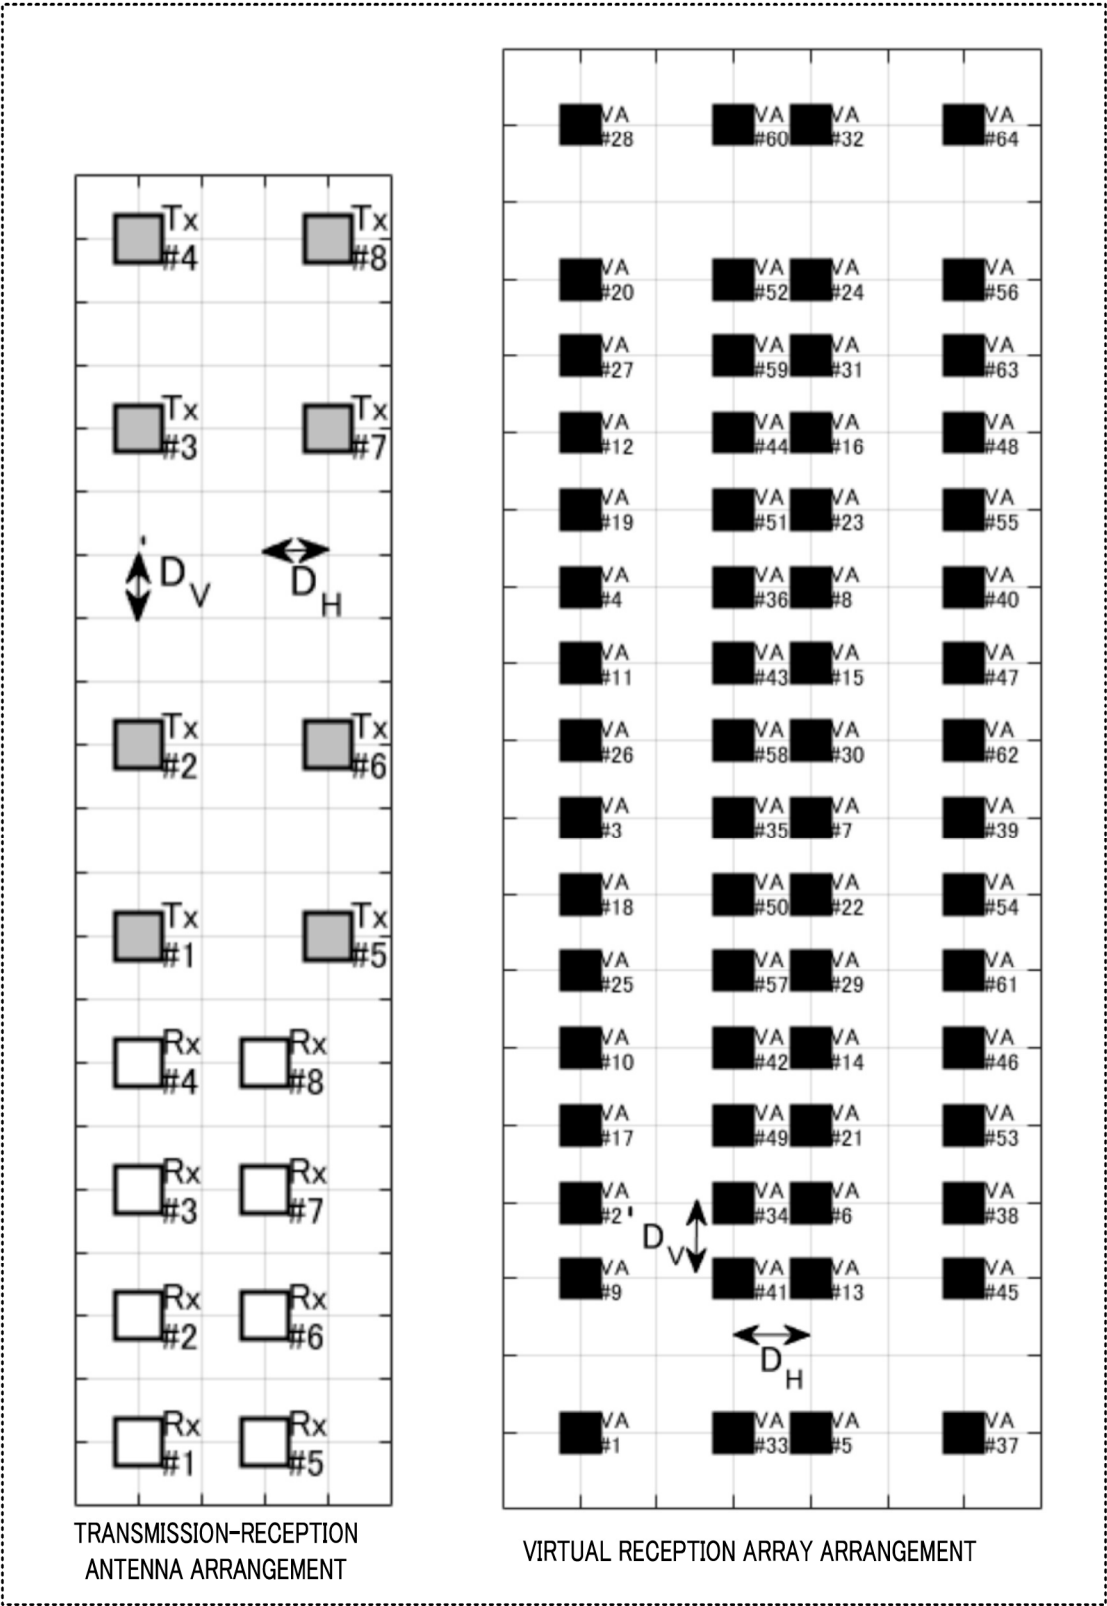 Tx Tx
#4 #8
Tx Tx
#3 #7
' DV DH
Tx Tx
#2 #6
Tx Tx
#1 #5
Rx Rx
#4 #8
Rx Rx
#3 #7
Rx Rx
#2 #6
Rx Rx
#1 #5
TRANSMISSION-RECEPTION
ANTENNA ARRANGEMENT
VA VA VA VA
#28 #60 #32 #64
VA VA VA VA
#20 #52 #24 #56
VA VA VA VA
#27 #59 #31 #63
VA VA VA VA
#12 #44 #16 #48
VA VA VA VA
#19 #51 #23 #55
VA VA VA VA
#4 #36 #8 #40
VA VA VA VA
#11 #43 #15 #47
VA VA VA VA
#26 #58 #30 #62
VA VA VA VA
#3 #35 #7 #39
VA VA VA VA
#18 #50 #22 #54
VA VA VA VA
#25 #57 #29 #61
VA VA VA VA
#10 #42 #14 #46
VA VA VA VA
#17 #49 #21 #53
VA VA VA VA
#2 ' #34 #6 #38
DV
VA VA VA VA
#9 #41 #13 #45
DH
VA VA VA VA
#1 #33 #5 #37
VIRTUAL RECEPTION ARRAY ARRANGEMENT